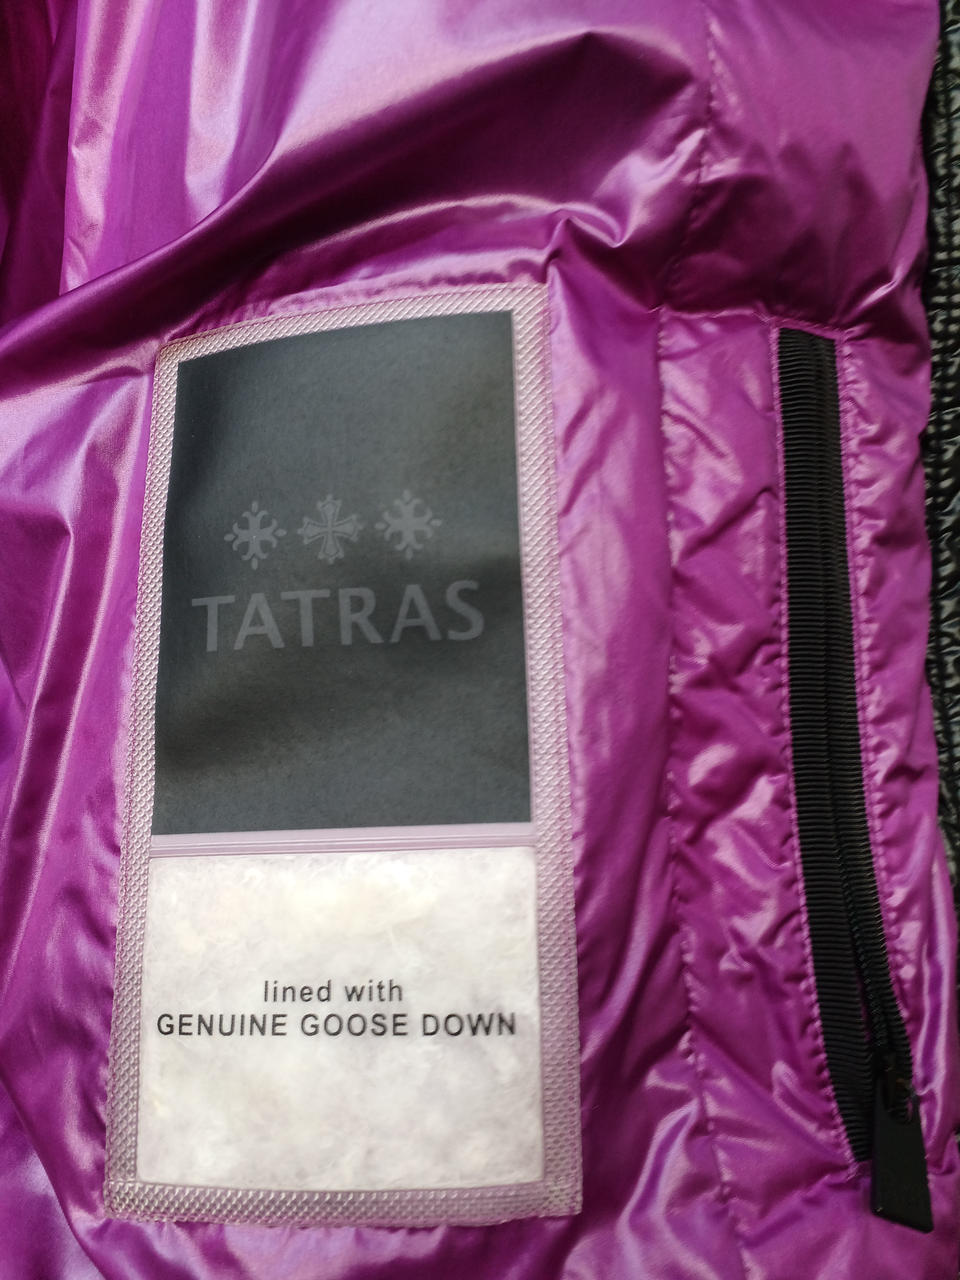 TATRAS
lined with
GENUINE GOOSE DOWN